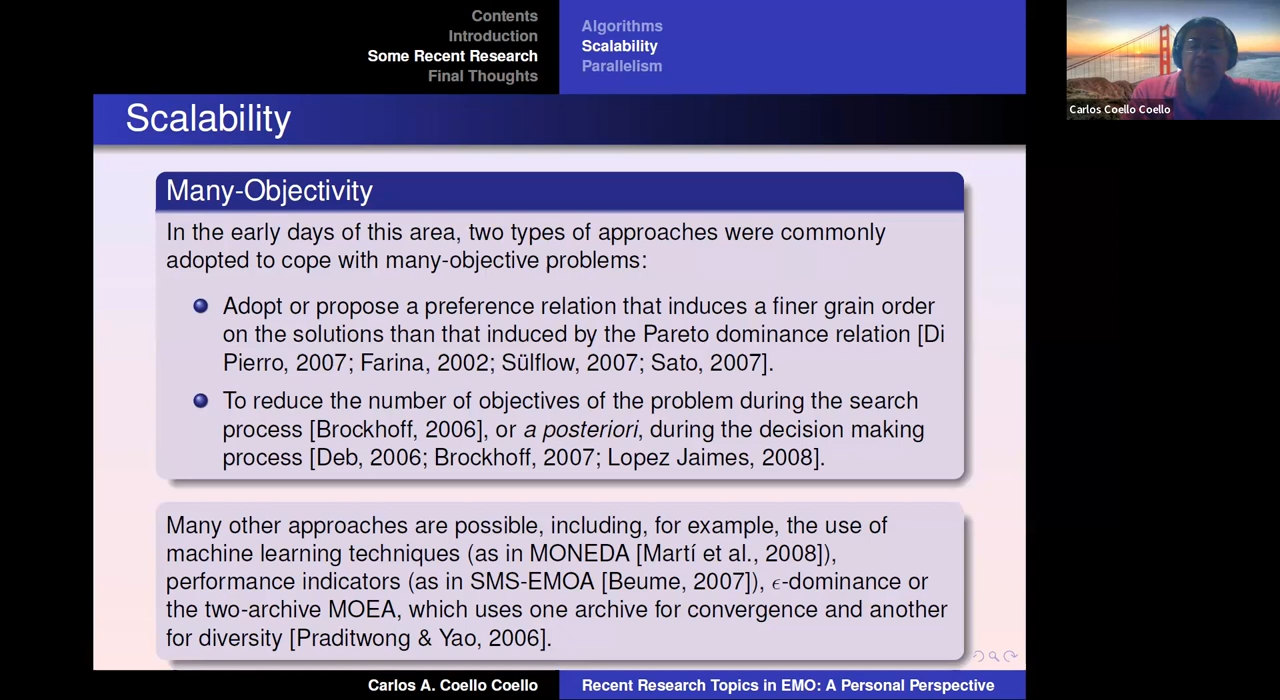 Contents
Introduction
Some Recent Research
Final Thoughts
Algorithms
Scalability
Parallelism
Carlos Coello Coello
Scalability
Many-Objectivity
In the early days of this area, two types of approaches were commonly
adopted to cope with many-objective problems:
Adopt or propose a preference relation that induces a finer grain order
on the solutions than that induced by the Pareto dominance relation [Di
Pierro, 2007; Farina, 2002; Sülflow, 2007; Sato, 2007].
To reduce the number of objectives of the problem during the search
process [Brockhoff, 2006], or a posteriori, during the decision making
process [Deb, 2006; Brockhoff, 2007; Lopez Jaimes, 2008].
Many other approaches are possible, including, for example, the use of
machine learning techniques (as in MONEDA [Martí et al., 2008]),
performance indicators (as in SMS-EMOA [Beume, 2007]), ϵ-dominance or
the two-archive MOEA, which uses one archive for convergence and another
for diversity [Praditwong & Yao, 2006].
Carlos A. Coello Coello
Recent Research Topics in EMO: A Personal Perspective